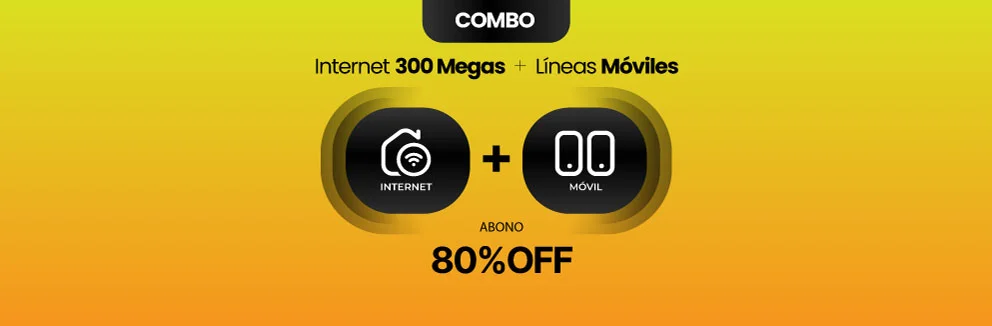 COMBO
Internet 300 Megas + Líneas Móviles
INTERNET + MÓVIL
ABONO
80%OFF